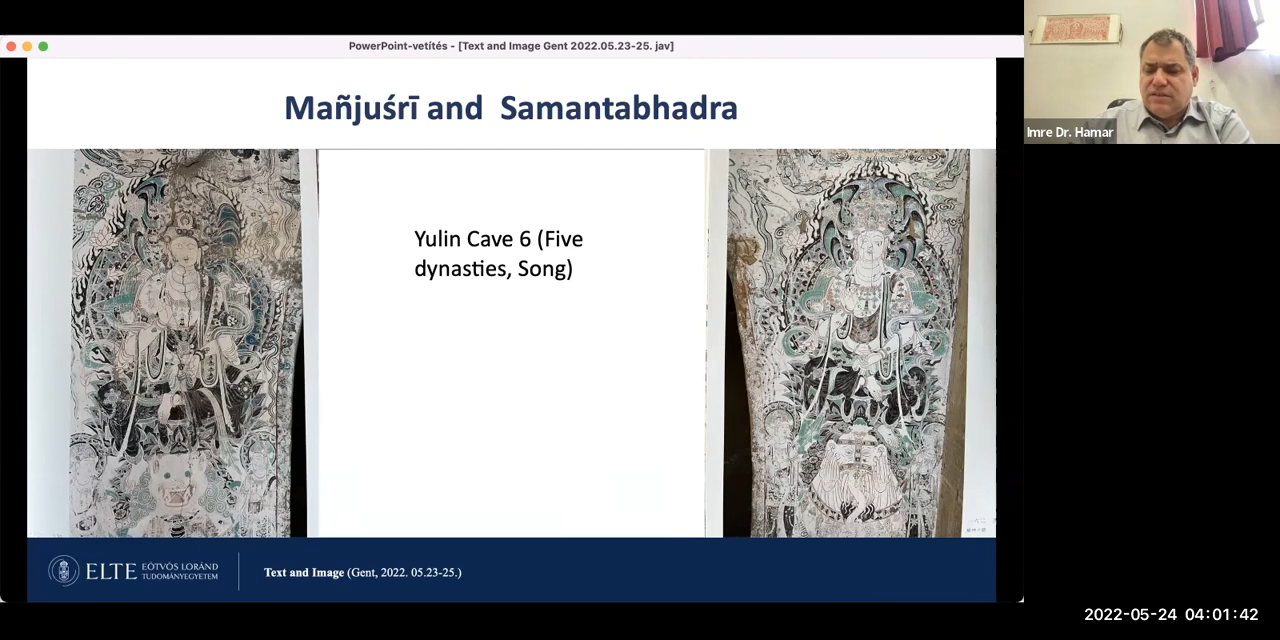 PowerPoint-vetítés - [Text and Image Gent 2022.05.23-25. jav]
Mañjuśrī and Samantabhadra
Imre Dr. Hamar
Yulin Cave 6 (Five
dynasties, Song)
ELTE
EÖTVÖS LORÁND
TUDOMÁNYEGYETEM
Text and Image (Gent, 2022. 05.23-25.)
2022-05-24 04:01:42